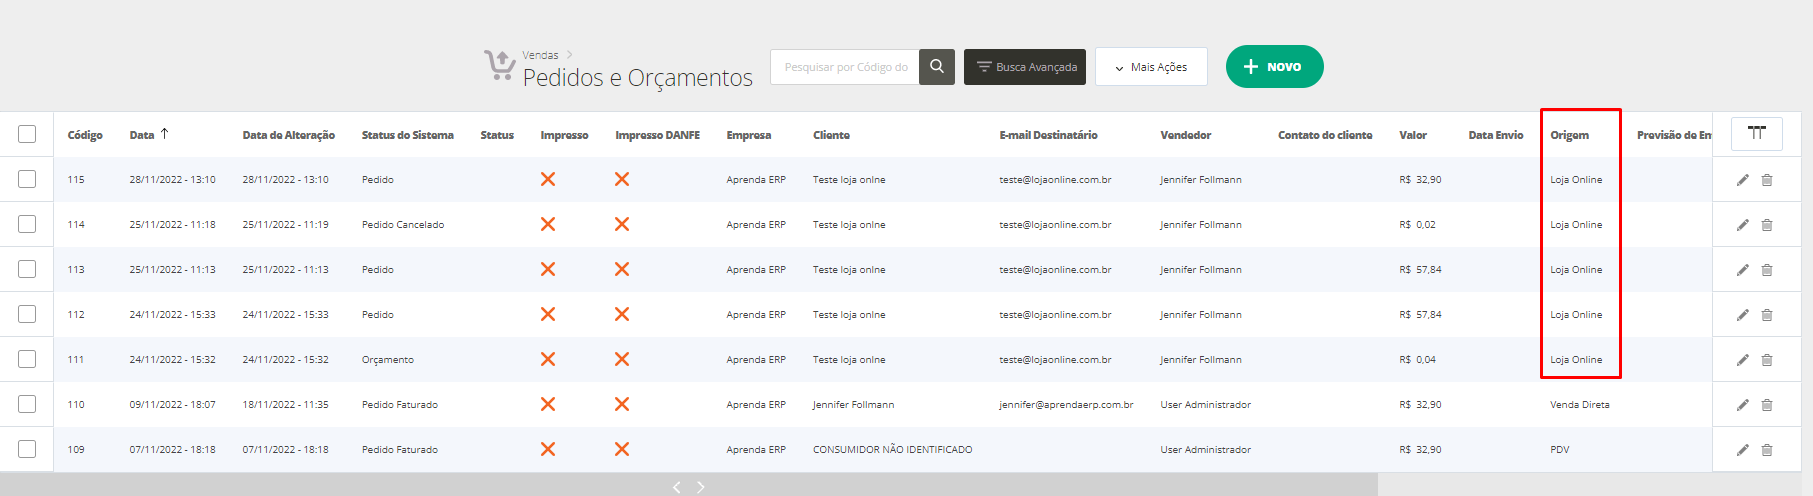 Vendas
Pedidos e Orçamentos
Pesquisar por Código do
Busca Avançada
Mais Ações
NOVO
Código Data Data de Alteração Status do Sistema Status Impresso Impresso DANFE Empresa Cliente E-mail Destinatário Vendedor Contato do cliente Valor Data Envio Origem Previsão de En
115 28/11/2022 - 13:10 28/11/2022 - 13:10 Pedido Aprenda ERP Teste loja onlne teste@lojaonline.com.br Jennifer Follmann R$ 32,90 Loja Online
114 25/11/2022 - 11:18 25/11/2022 - 11:19 Pedido Cancelado Aprenda ERP Teste loja onlne teste@lojaonline.com.br Jennifer Follmann R$ 0,02 Loja Online
113 25/11/2022 - 11:13 25/11/2022 - 11:13 Pedido Aprenda ERP Teste loja onlne teste@lojaonline.com.br Jennifer Follmann R$ 57,84 Loja Online
112 24/11/2022 - 15:33 24/11/2022 - 15:33 Pedido Aprenda ERP Teste loja onlne teste@lojaonline.com.br Jennifer Follmann R$ 57,84 Loja Online
111 24/11/2022 - 15:32 24/11/2022 - 15:32 Orçamento Aprenda ERP Teste loja onlne teste@lojaonline.com.br Jennifer Follmann R$ 0,04 Loja Online
110 09/11/2022 - 18:07 18/11/2022 - 11:35 Pedido Faturado Aprenda ERP Jennifer Follmann jennifer@aprendaerp.com.br User Administrador R$ 32,90 Venda Direta
109 07/11/2022 - 18:18 07/11/2022 - 18:18 Pedido Faturado Aprenda ERP CONSUMIDOR NÃO IDENTIFICADO User Administrador R$ 32,90 PDV